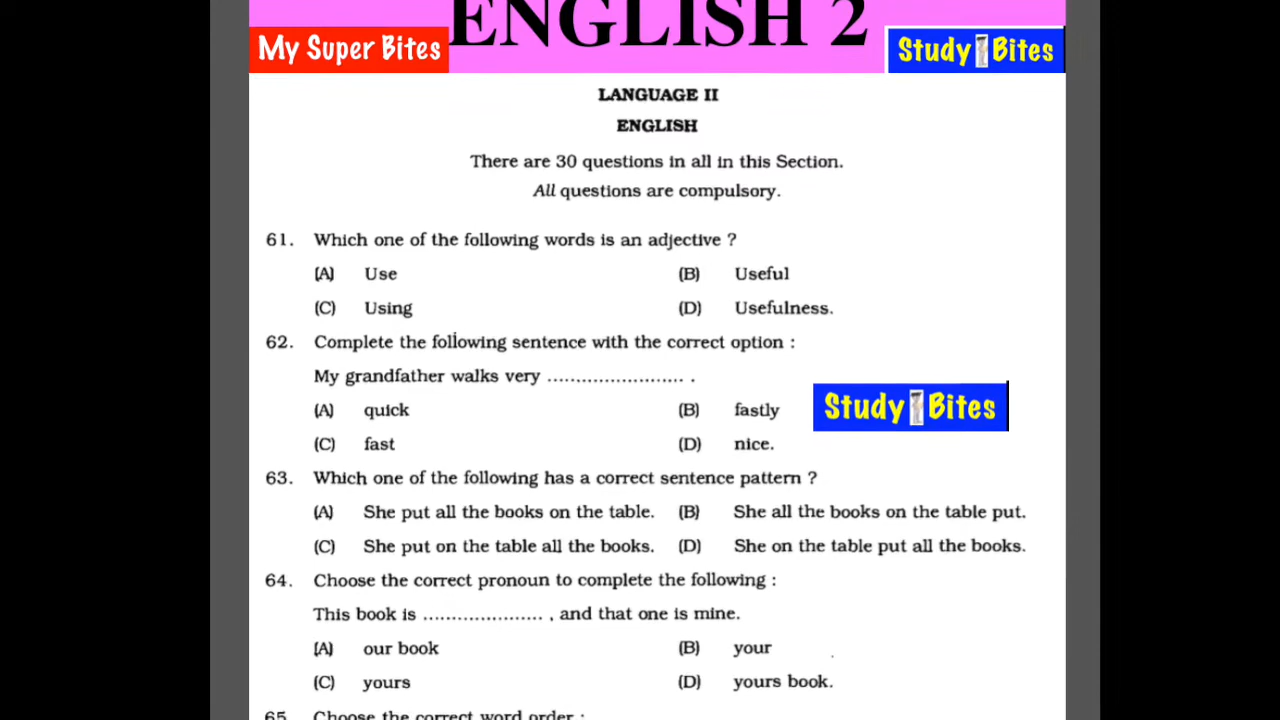 ENGLISH 2
My Super Bites
Study Bites
LANGUAGE II
ENGLISH
There are 30 questions in all in this Section.
All questions are compulsory.
61. Which one of the following words is an adjective ?
(A) Use (B) Useful
(C) Using (D) Usefulness.
62. Complete the following sentence with the correct option :
My grandfather walks very ........................ .
(A) quick (B) fastly
Study Bites
(C) fast (D) nice.
63. Which one of the following has a correct sentence pattern ?
(A) She put all the books on the table. (B) She all the books on the table put.
(C) She put on the table all the books. (D) She on the table put all the books.
64. Choose the correct pronoun to complete the following :
This book is ..................... , and that one is mine.
(A) our book (B) your
(C) yours (D) yours book.
65. Choose the correct word order :